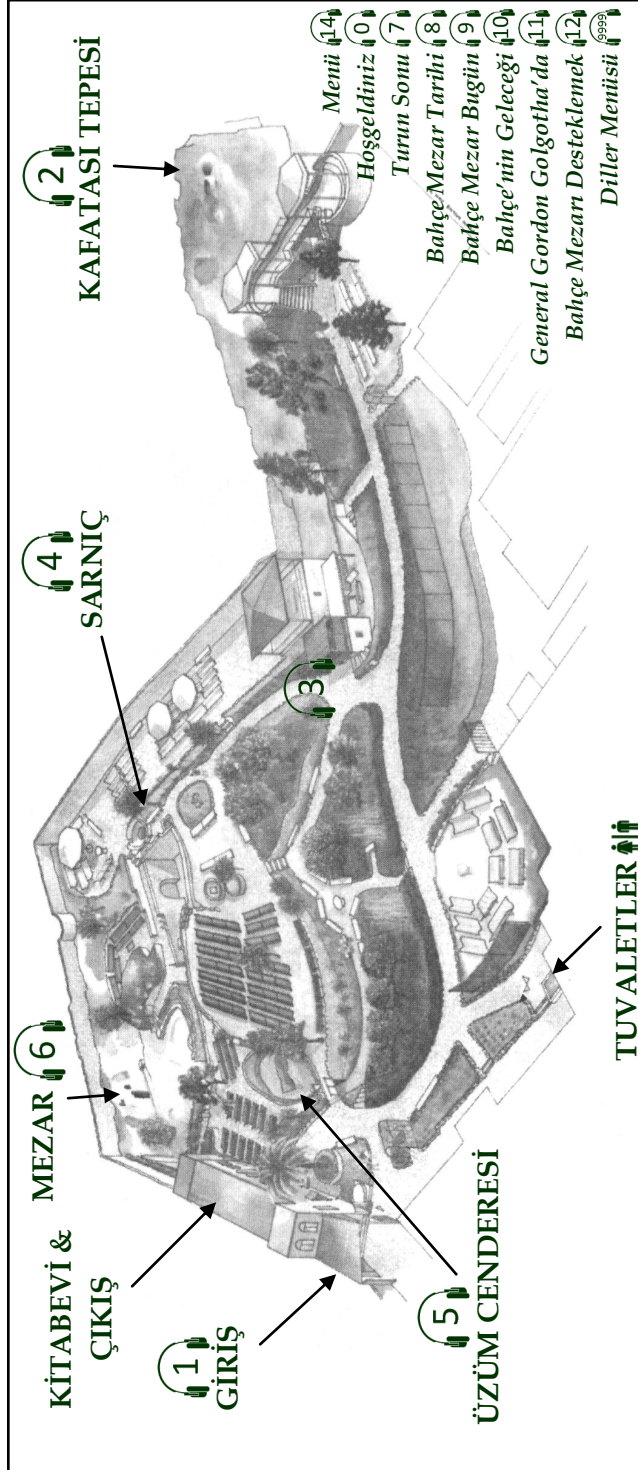 2
KAFATASI TEPESİ
4
SARNIÇ
3
6
MEZAR
KİTABEVİ &
ÇIKIŞ
1
GİRİŞ
5
ÜZÜM CENDERESİ
TUVALETLER
Menü 14
Hoşgeldiniz 0
Turun Sonu 7
Bahçe Mezar Tarihi 8
Bahçe Mezar Bugün 9
Bahçe'nin Geleceği 10
General Gordon Golgotha'da 11
Bahçe Mezarı Desteklemek 12
Diller Menüsü 9999